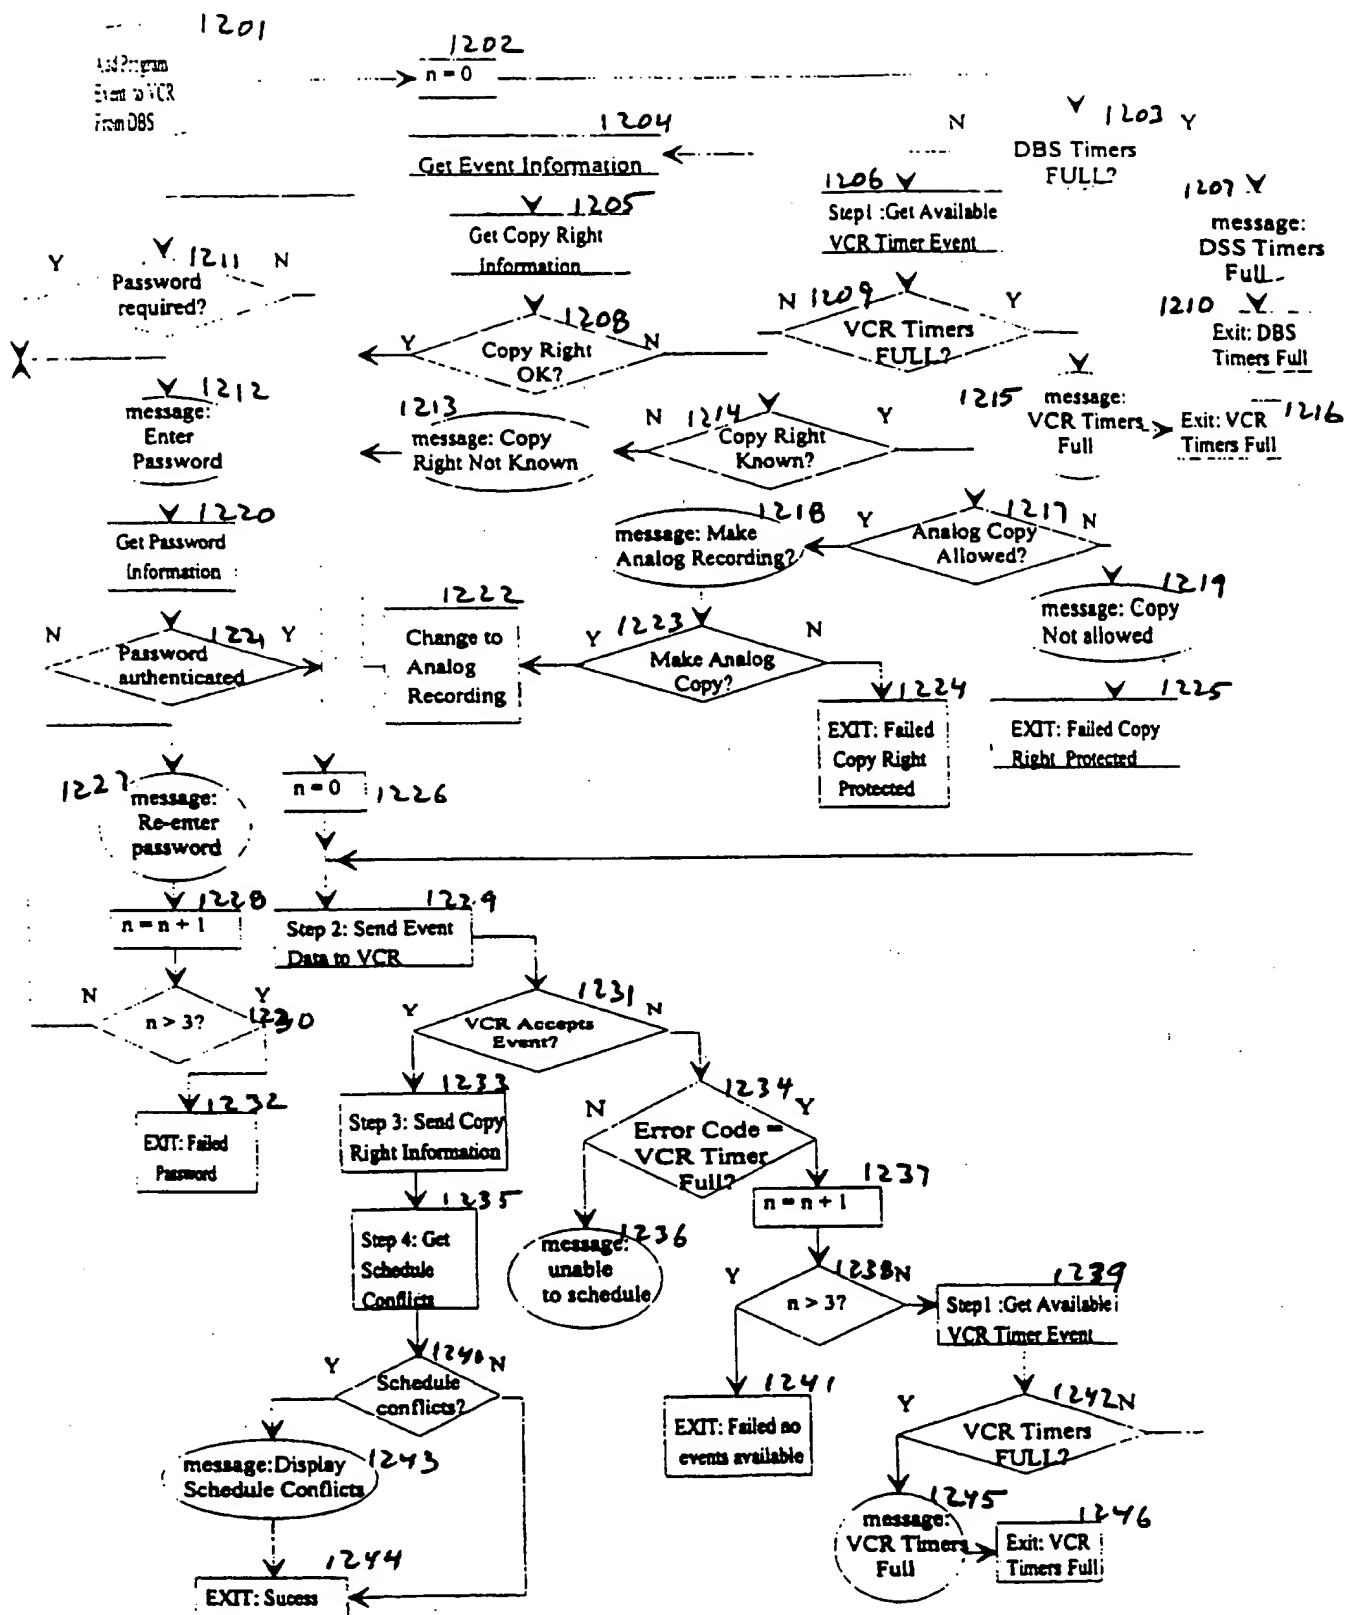 1201
Add Program
Event to VCR
From DBS
1202
n = 0
1203
N
Y
DBS Timers
FULL?
1204
Get Event Information
1205
Get Copy Right
Information
1206
Step1 :Get Available
VCR Timer Event
1207
message:
DSS Timers
Full
1211
Y
N
Password
required?
1208
Y
N
Copy Right
OK?
1209
N
Y
VCR Timers
FULL?
1210
Exit: DBS
Timers Full
1212
message:
Enter
Password
1213
message: Copy
Right Not Known
1214
N
Y
Copy Right
Known?
1215
message:
VCR Timers
Full
1216
Exit: VCR
Timers Full
1220
Get Password
Information
1218
message: Make
Analog Recording?
1217
Y
N
Analog Copy
Allowed?
1219
message: Copy
Not allowed
1221
N
Y
Password
authenticated
1222
Change to
Analog
Recording
1223
Y
N
Make Analog
Copy?
1224
EXIT: Failed
Copy Right
Protected
1225
EXIT: Failed Copy
Right Protected
1227
message:
Re-enter
password
n=0
1226
1228
n = n + 1
1229
Step 2: Send Event
Data to VCR
N
Y
n > 3?
1230
1231
Y
N
VCR Accepts
Event?
1232
EXIT: Failed
Password
1233
Step 3: Send Copy
Right Information
1234
N
Y
Error Code =
VCR Timer
Full?
1235
Step 4: Get
Schedule
Conflicts
1236
message:
unable
to schedule
1237
n = n + 1
1238
Y
N
n > 3?
1239
Step1 :Get Available
VCR Timer Event
1240
Y
N
Schedule
conflicts?
1241
EXIT: Failed no
events available
1242
Y
N
VCR Timers
FULL?
message:Display
Schedule Conflicts
1243
1244
EXIT: Sucess
1245
message:
VCR Timers
Full
1246
Exit: VCR
Timers Full